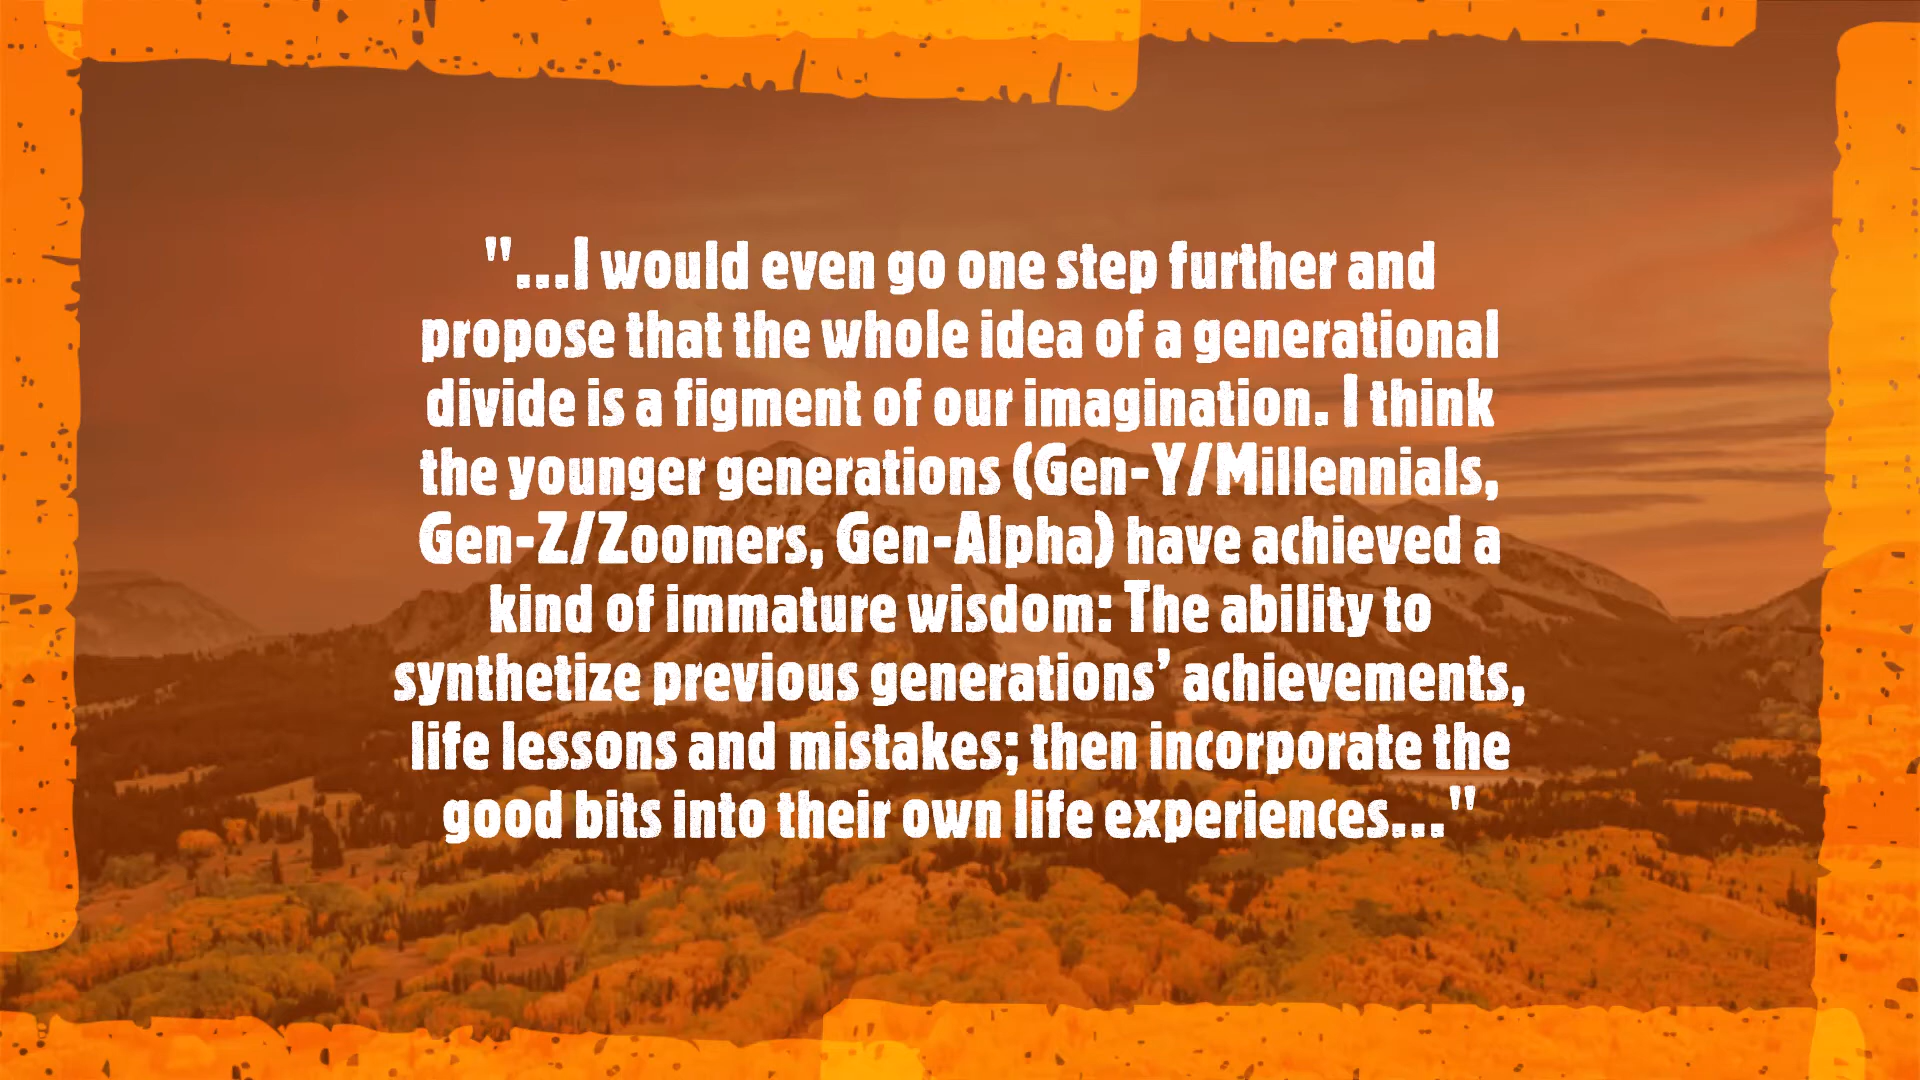 "...I would even go one step further and
propose that the whole idea of a generational
divide is a figment of our imagination. I think
the younger generations (Gen-Y/Millennials,
Gen-Z/Zoomers, Gen-Alpha) have achieved a
kind of immature wisdom: The ability to
synthetize previous generations’ achievements,
life lessons and mistakes; then incorporate the
good bits into their own life experiences..."